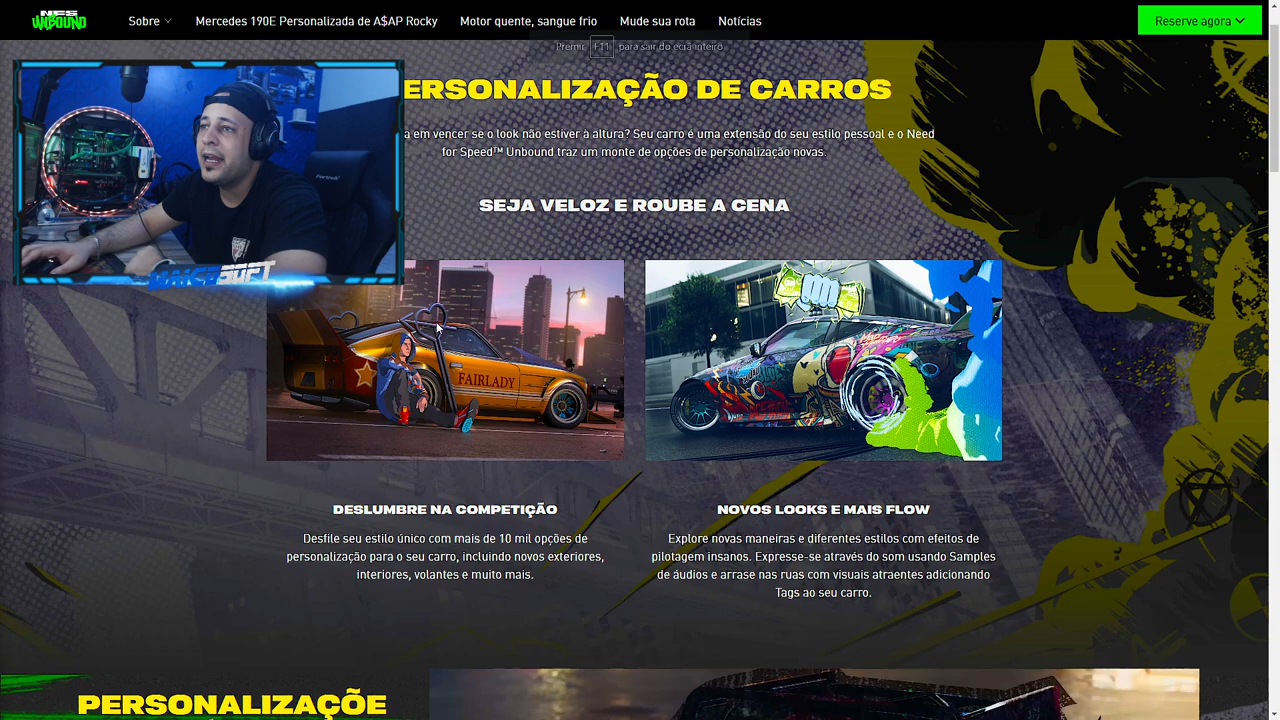 NFS
UNBOUND
Sobre
Mercedes 190E Personalizada de A$AP Rocky
Motor quente, sangue frio
Mude sua rota
Notícias
Reserve agora
Premir F11 para sair do ecrã inteiro
ERSONALIZAÇÃO DE CARROS
a em vencer se o look não estiver à altura? Seu carro é uma extensão do seu estilo pessoal e o Need
for Speed™ Unbound traz um monte de opções de personalização novas.
SEJA VELOZ E ROUBE A CENA
FAIRLADY
DESLUMBRE NA COMPETIÇÃO
Desfile seu estilo único com mais de 10 mil opções de
personalização para o seu carro, incluindo novos exteriores,
interiores, volantes e muito mais.
NOVOS LOOKS E MAIS FLOW
Explore novas maneiras e diferentes estilos com efeitos de
pilotagem insanos. Expresse-se através do som usando Samples
de áudios e arrase nas ruas com visuais atraentes adicionando
Tags ao seu carro.
PERSONALIZAÇÕE